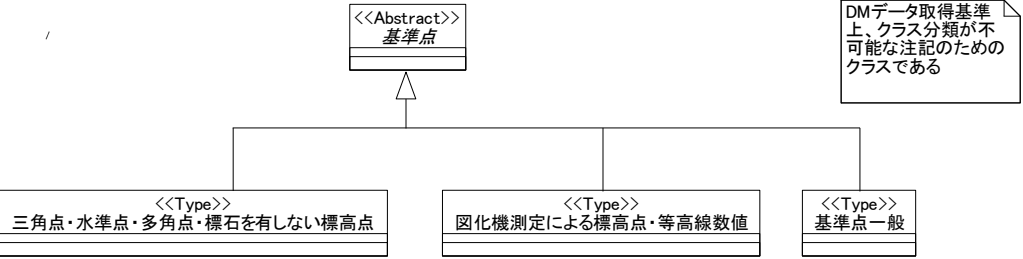 <<Abstract>>
基準点
/
DMデータ取得基準
上、クラス分類が不
可能な注記のための
クラスである
<<Type>>
三角点・水準点・多角点・標石を有しない標高点
<<Type>>
図化機測定による標高点・等高線数値
<<Type>>
基準点一般